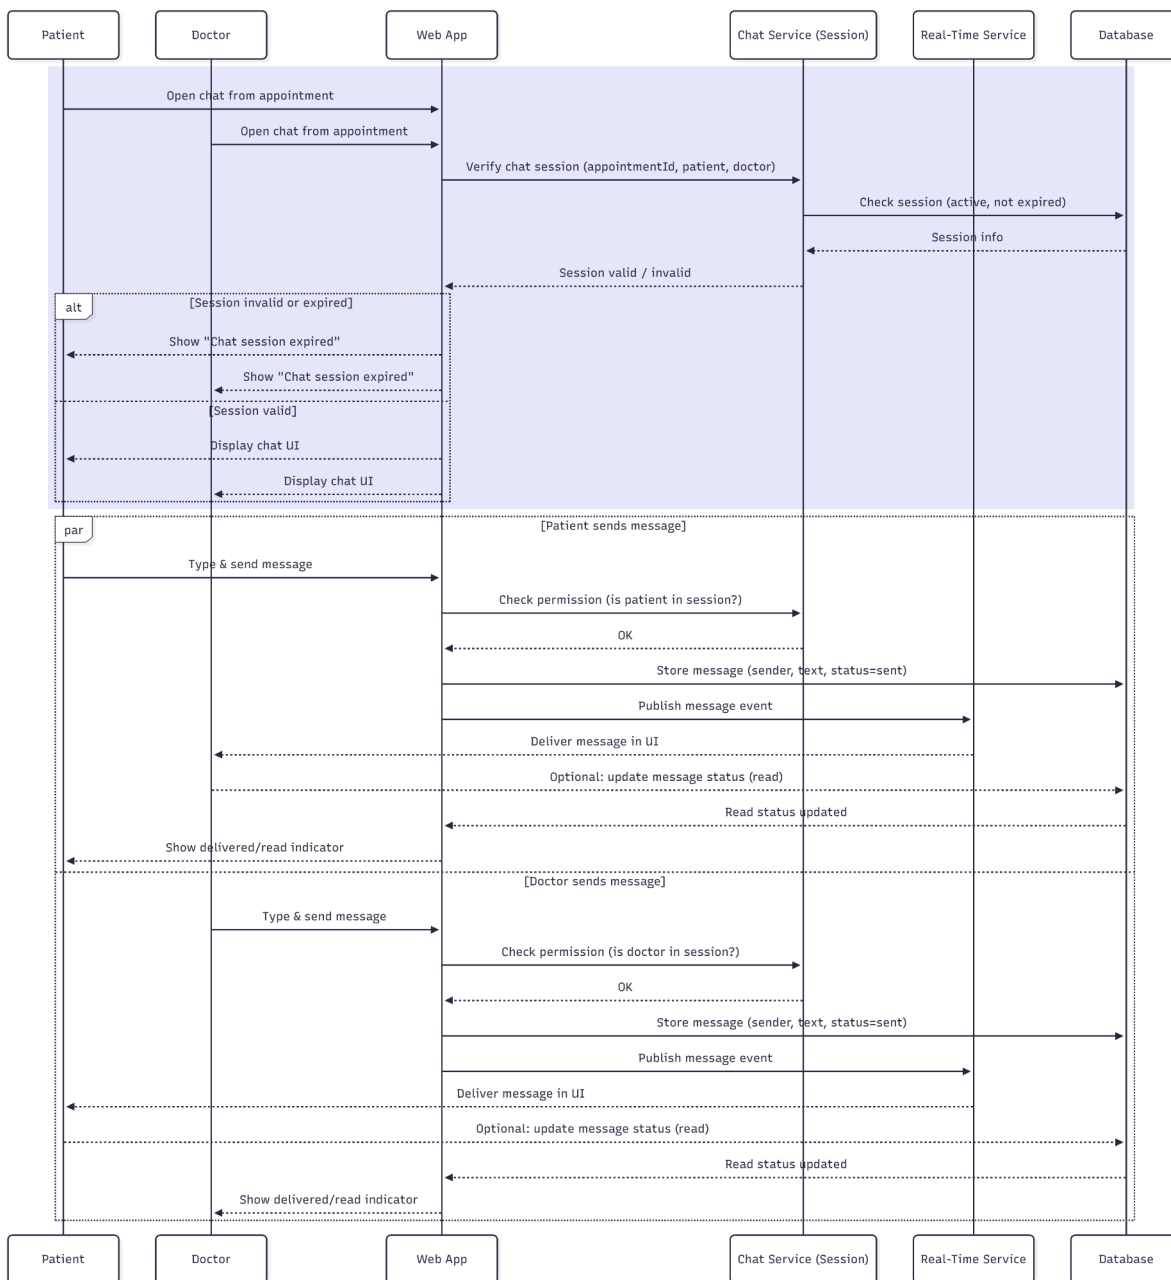 Patient
Doctor
Web App
Chat Service (Session)
Real-Time Service
Database
Open chat from appointment
Open chat from appointment
Verify chat session (appointmentId, patient, doctor)
Check session (active, not expired)
Session info
Session valid / invalid
alt
[Session invalid or expired]
Show "Chat session expired"
Show "Chat session expired"
[Session valid]
Display chat UI
Display chat UI
par
[Patient sends message]
Type & send message
Check permission (is patient in session?)
OK
Store message (sender, text, status=sent)
Publish message event
Deliver message in UI
Optional: update message status (read)
Read status updated
Show delivered/read indicator
[Doctor sends message]
Type & send message
Check permission (is doctor in session?)
OK
Store message (sender, text, status=sent)
Publish message event
Deliver message in UI
Optional: update message status (read)
Read status updated
Show delivered/read indicator
Patient
Doctor
Web App
Chat Service (Session)
Real-Time Service
Database